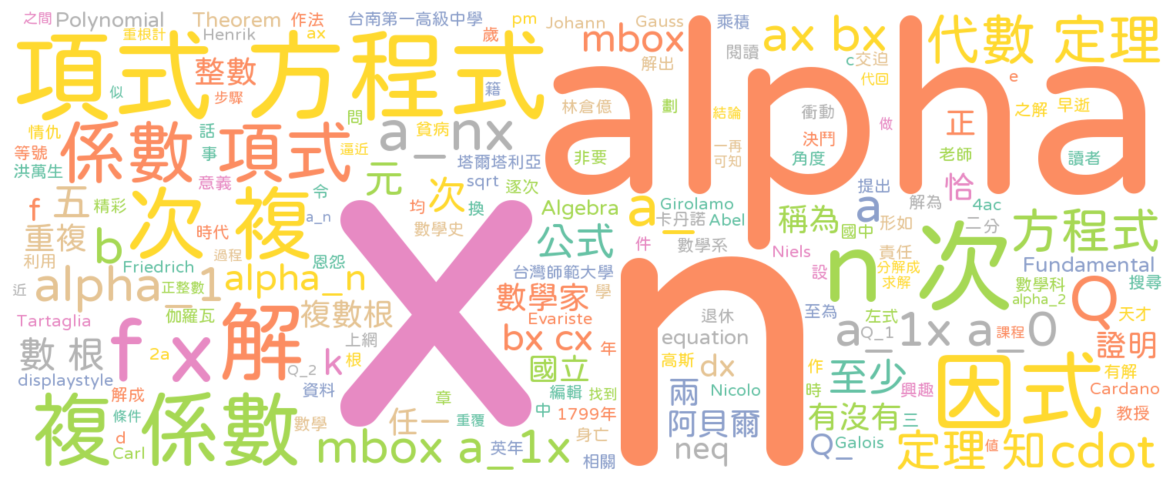 之間 Polynomial Theorem 作法 台南第一高級中學 pm Johann Gauss 乘積
重根計 Henrik ax 歲 mbox 閱讀 ax bx 代數 定理
項式 方程式 alpha
整數 籍 解出 c 交迫 e
似 步驟 代回
林倉億 劃 結論 衝動 做 之解 早逝
情仇 話 問 貧病 逼近 a_nx 一再 決鬥 正
係數 項式 非要 可知 角度 老師 讀者
等號 事 塔爾塔利亞
洪萬生 意義 令 元 次 sqrt 逐次 提出 恰 解為
f 五 精彩 次 複 均 換 Algebra a_ Girolamo Abel a 稱為 4ac
a_n 卡丹諾 國中 形如 二分
重複 b 時代 數學史 X 公式 件 數學系 Niels 責任 n 次 方程式
利用 Friedrich 過程 恩怨 設 分解成 Fundamental
近 alpha_1 正整數 alpha_n 台灣師範大學 求解 數學科 搜尋
伽羅瓦 複數根 數學家 學 n 至為 alpha_2 Q 天才
Tartaglia f x 解 上網 Evariste 退休 左式 課程
數 根 2a k 根 bx cx 年 equation a_1x a_0 證明
Q_1
displaystyle Q_2 資料 國立 高斯 dx 作 至少 興趣 有解 Cardano
解成 章 編輯 找到 兩 Nicolo 時 因式
複 係數 條件 數學 任一 重覆 中 1799年 阿貝爾 有沒有 三 教授
d 身亡 Q_ Galois
Carl mbox a_1x 英年 相關 neq 定理 知 值 cdot